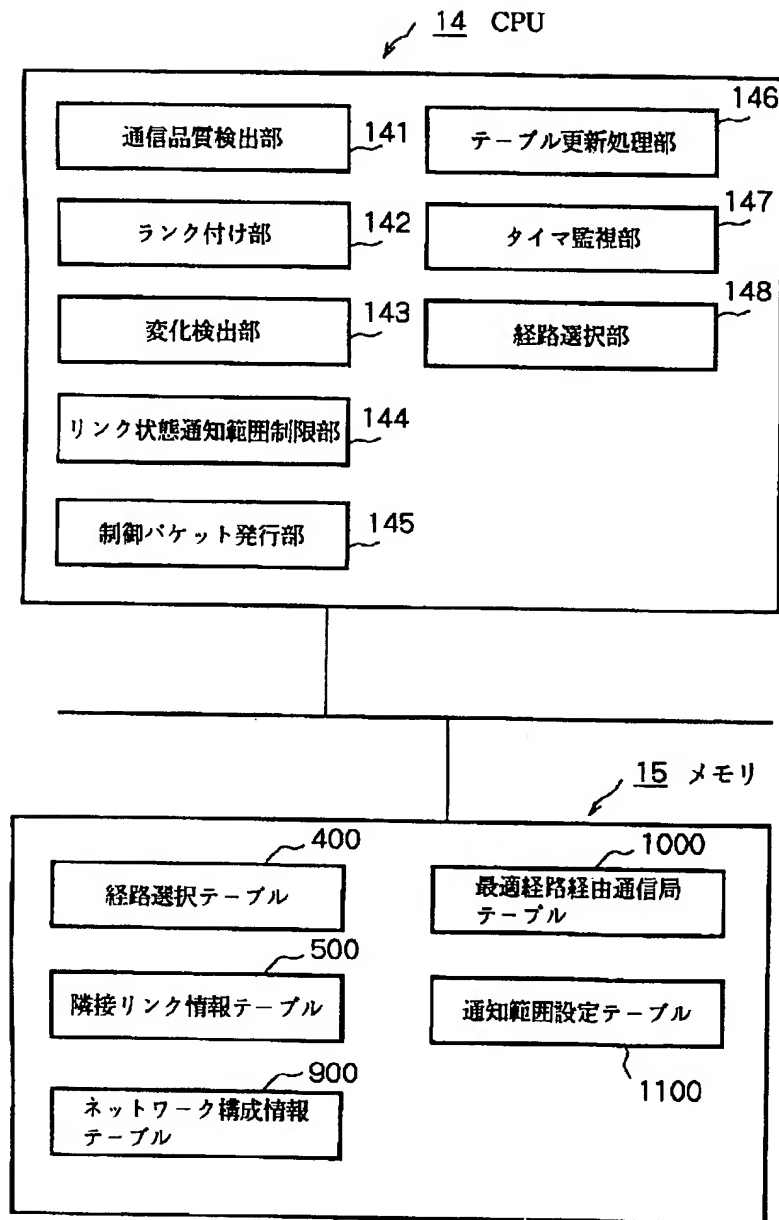 14 CPU
通信品質検出部
141
ランク付け部
142
変化検出部
143
リンク状態通知範囲制限部
144
制御パケット発行部
145
テーブル更新処理部
146
タイマ監視部
147
経路選択部
148
15 メモリ
400
経路選択テーブル
500
隣接リンク情報テーブル
900
ネットワーク構成情報
テーブル
1000
最適経路経由通信局
テーブル
通知範囲設定テーブル
1100